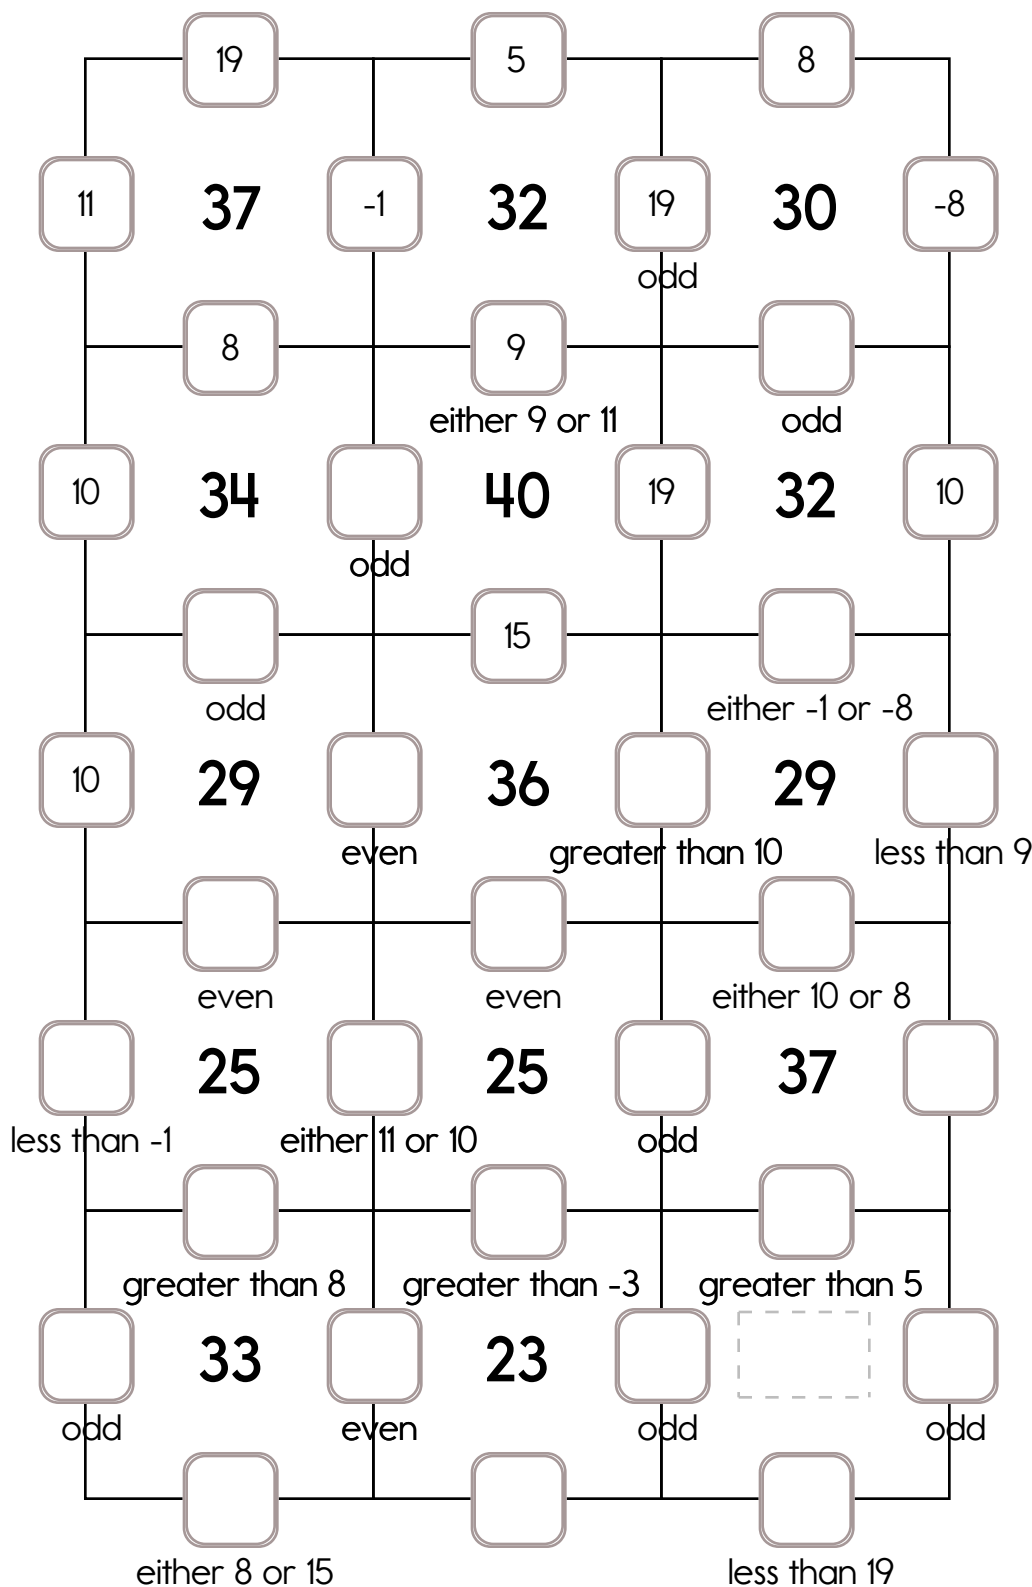 19 5 8
11 37 -1 32 19 30 -8
odd
8 9
either 9 or 11 odd
10 34 40 19 32 10
odd
15
odd either -1 or -8
10 29 36 29
even greater than 10 less than 9
even even either 10 or 8
25 25 37
less than -1 either 11 or 10 odd
greater than 8 greater than -3 greater than 5
33 23
odd even odd odd
either 8 or 15 less than 19